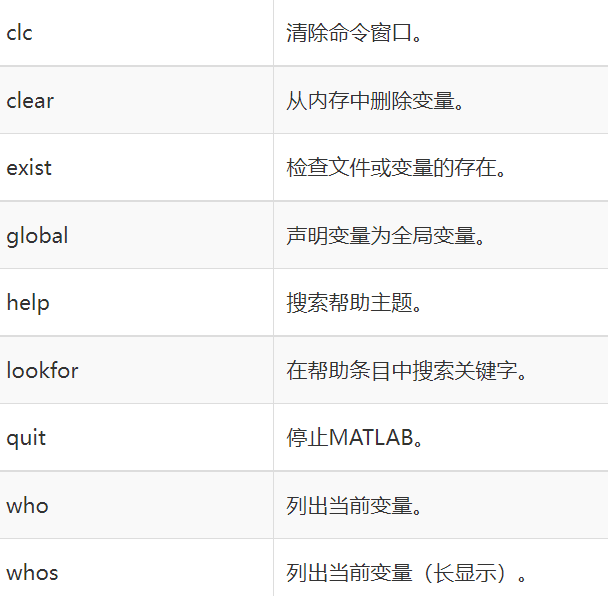 clc 清除命令窗口。
clear 从内存中删除变量。
exist 检查文件或变量的存在。
global 声明变量为全局变量。
help 搜索帮助主题。
lookfor 在帮助条目中搜索关键字。
quit 停止MATLAB。
who 列出当前变量。
whos 列出当前变量（长显示）。